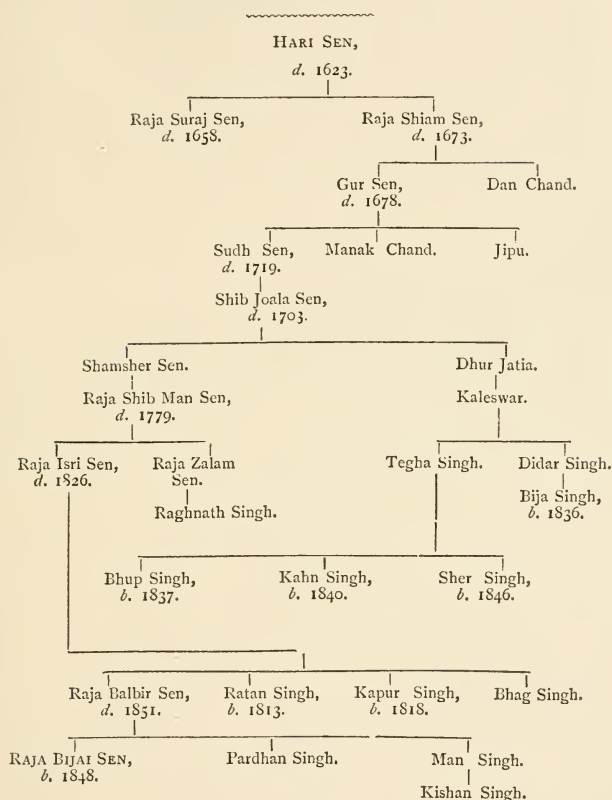 HARI SEN,
d. 1623.
Raja Suraj Sen, Raja Shiam Sen,
d. 1658. d. 1673.
Gur Sen, Dan Chand.
d. 1678.
Sudh Sen, Manak Chand. Jipu.
d. 1719.
Shib Joala Sen,
d. 1703.
Shamsher Sen. Dhur Jatia.
Raja Shib Man Sen, Kaleswar.
d. 1779.
Raja Isri Sen, Raja Zalam Tegha Singh. Didar Singh.
d. 1826. Sen. Bija Singh,
Raghnath Singh. b. 1836.
Bhup Singh, Kahn Singh, Sher Singh,
b. 1837. b. 1840. b. 1846.
Raja Balbir Sen, Ratan Singh, Kapur Singh, Bhag Singh.
d. 1851. b. 1813. b. 1818.
RAJA BIJAI SEN, Pardhan Singh. Man Singh.
b. 1848.
Kishan Singh.